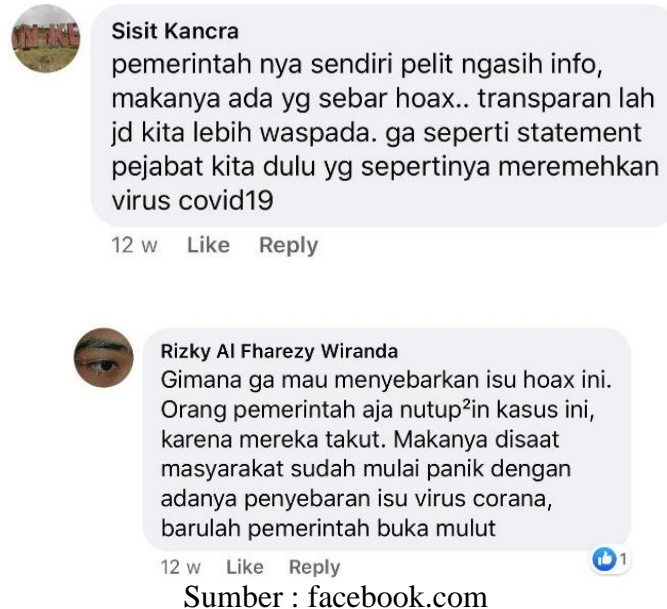 Sisit Kancra
pemerintah nya sendiri pelit ngasih info,
makanya ada yg sebar hoax.. transparan lah
jd kita lebih waspada. ga seperti statement
pejabat kita dulu yg sepertinya meremehkan
virus covid19
12 w Like Reply
Rizky Al Fharezy Wiranda
Gimana ga mau menyebarkan isu hoax ini.
Orang pemerintah aja nutup²in kasus ini,
karena mereka takut. Makanya disaat
masyarakat sudah mulai panik dengan
adanya penyebaran isu virus corana,
barulah pemerintah buka mulut
12 w Like Reply 1
Sumber : facebook.com